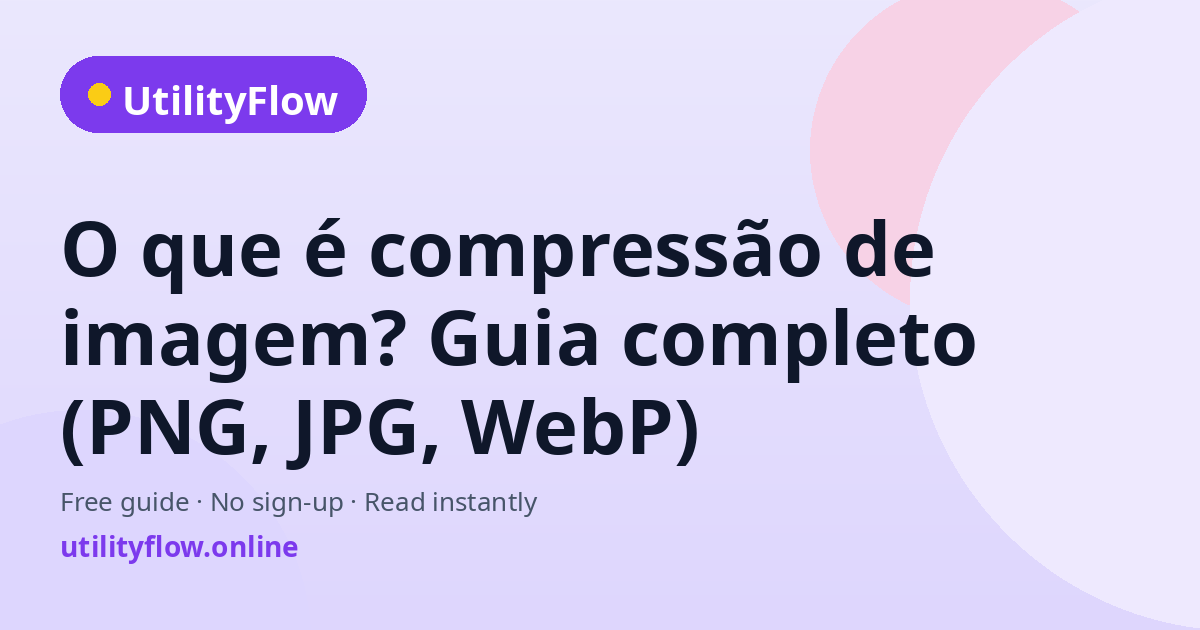 UtilityFlow
O que é compressão de
imagem? Guia completo
(PNG, JPG, WebP)
Free guide · No sign-up · Read instantly
utilityflow.online